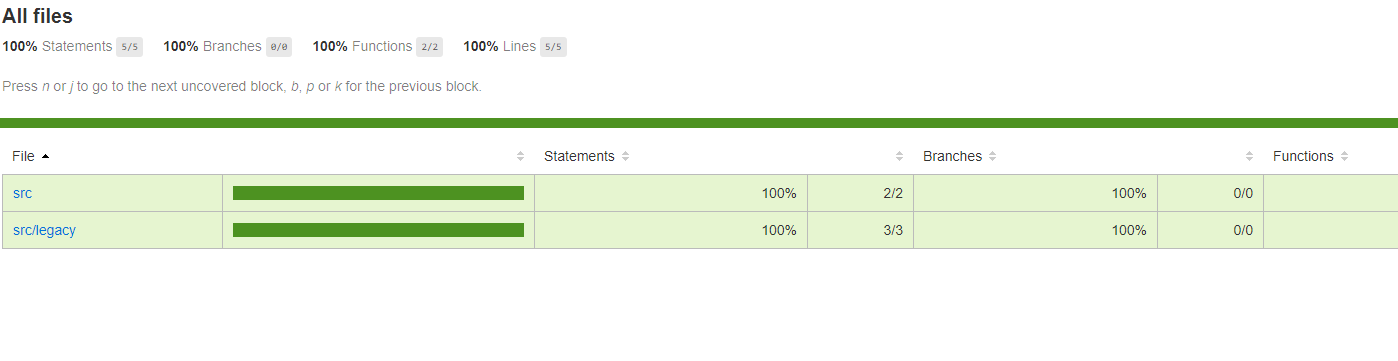 All files
100% Statements 5/5 100% Branches 0/0 100% Functions 2/2 100% Lines 5/5
Press n or j to go to the next uncovered block, b, p or k for the previous block.
File Statements Branches Functions
src 100% 2/2 100% 0/0
src/legacy 100% 3/3 100% 0/0